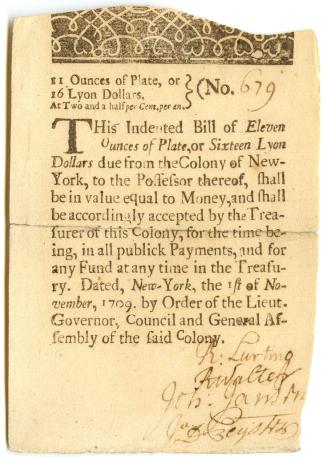 11 Ounces of Plate, or
16 Lyon Dollars.
At Two and a half per Cent. per an.
} (No. 679
THis Indented Bill of Eleven
Ounces of Plate, or Sixteen Lyon
Dollars due from the Colony of New-
York, to the Poſſeſſor thereof, ſhall
be in value equal to Money, and ſhall
be accordingly accepted by the Trea-
ſurer of this Colony, for the time be-
ing, in all publick Payments, and for
any Fund at any time in the Treaſu-
ry. Dated, New-York, the 1ſt of No-
vember, 1709. by Order of the Lieut.
Governor, Council and General Aſ-
ſembly of the ſaid Colony.
R: Lurting
R Walter
Joh: Jansen
D Peyster